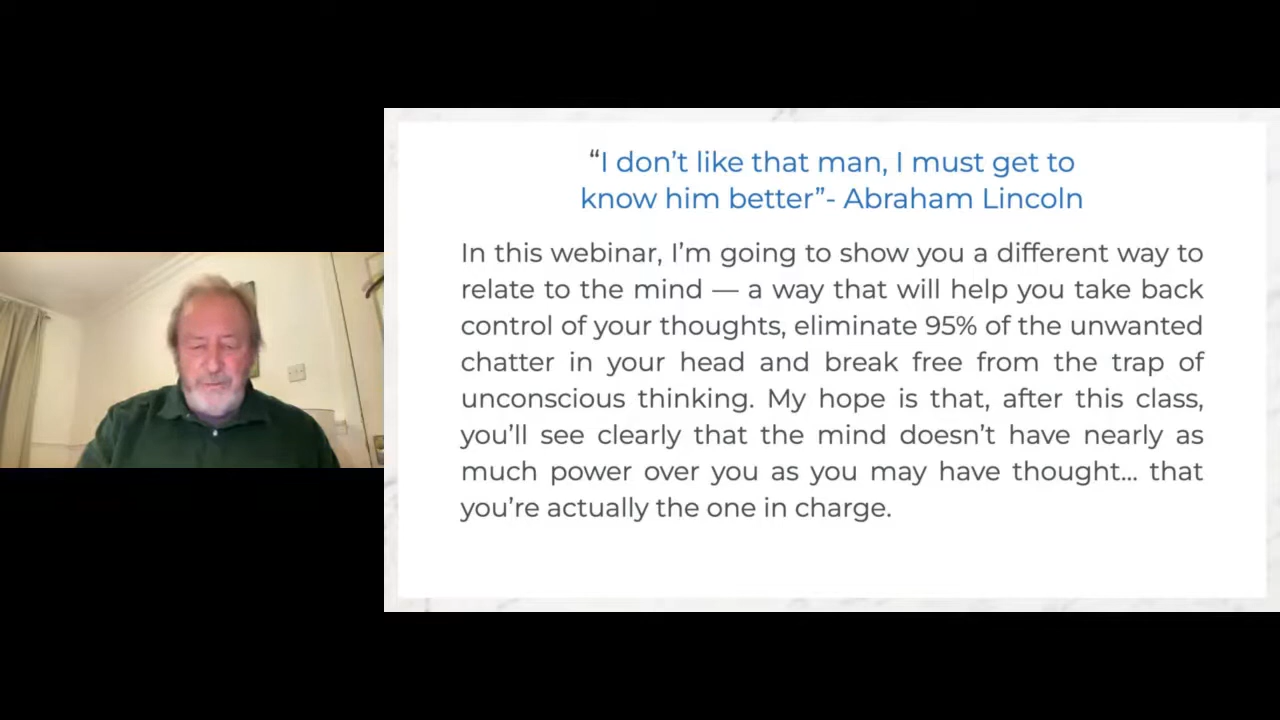 “I don’t like that man, I must get to
know him better”- Abraham Lincoln
In this webinar, I’m going to show you a different way to
relate to the mind — a way that will help you take back
control of your thoughts, eliminate 95% of the unwanted
chatter in your head and break free from the trap of
unconscious thinking. My hope is that, after this class,
you’ll see clearly that the mind doesn’t have nearly as
much power over you as you may have thought... that
you’re actually the one in charge.